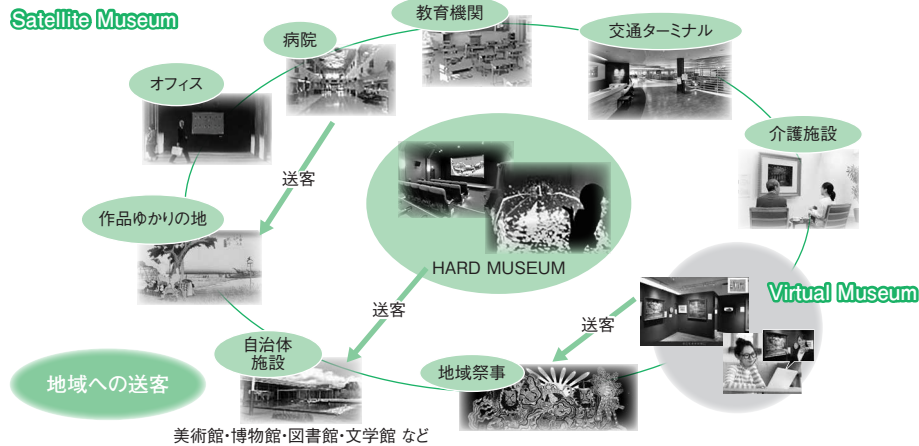 Satellite Museum
教育機関
病院
交通ターミナル
オフィス
介護施設
送客
作品ゆかりの地
HARD MUSEUM
Virtual Museum
送客
送客
自治体
施設
地域祭事
地域への送客
美術館・博物館・図書館・文学館 など